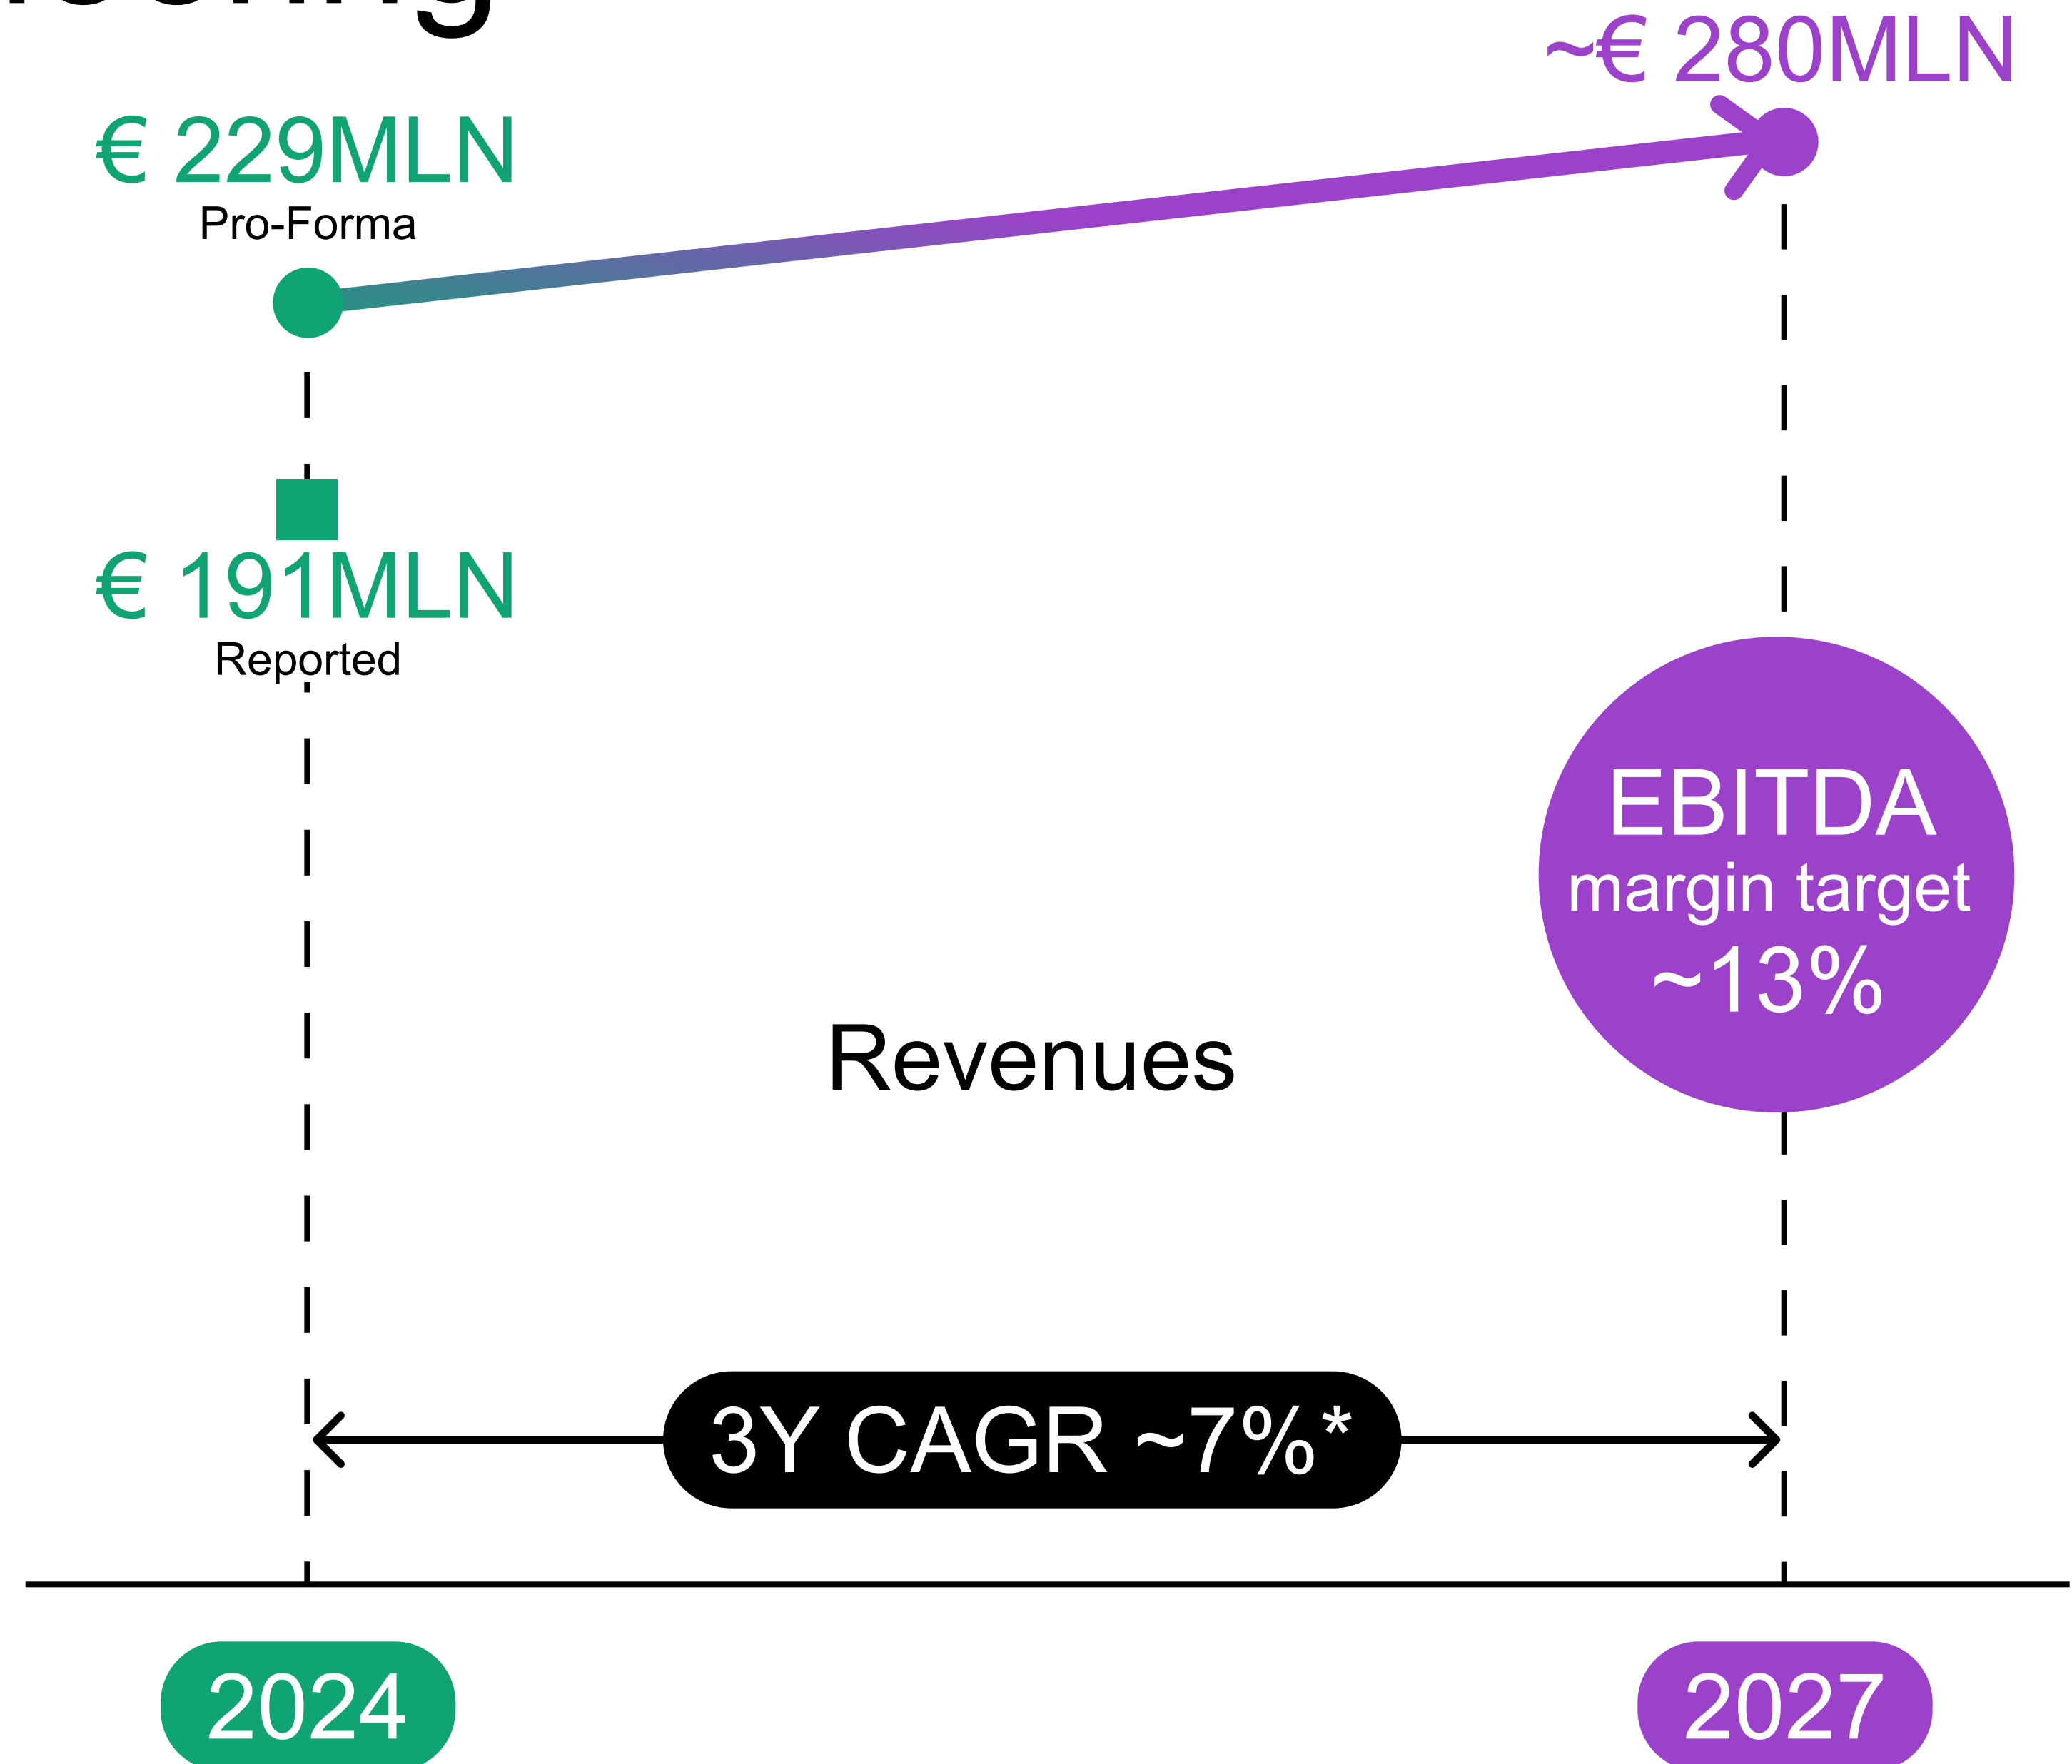 ~€ 280MLN
€ 229MLN
Pro-Forma
€ 191MLN
Reported
EBITDA
margin target
~13%
Revenues
3Y CAGR ~7%*
2024
2027